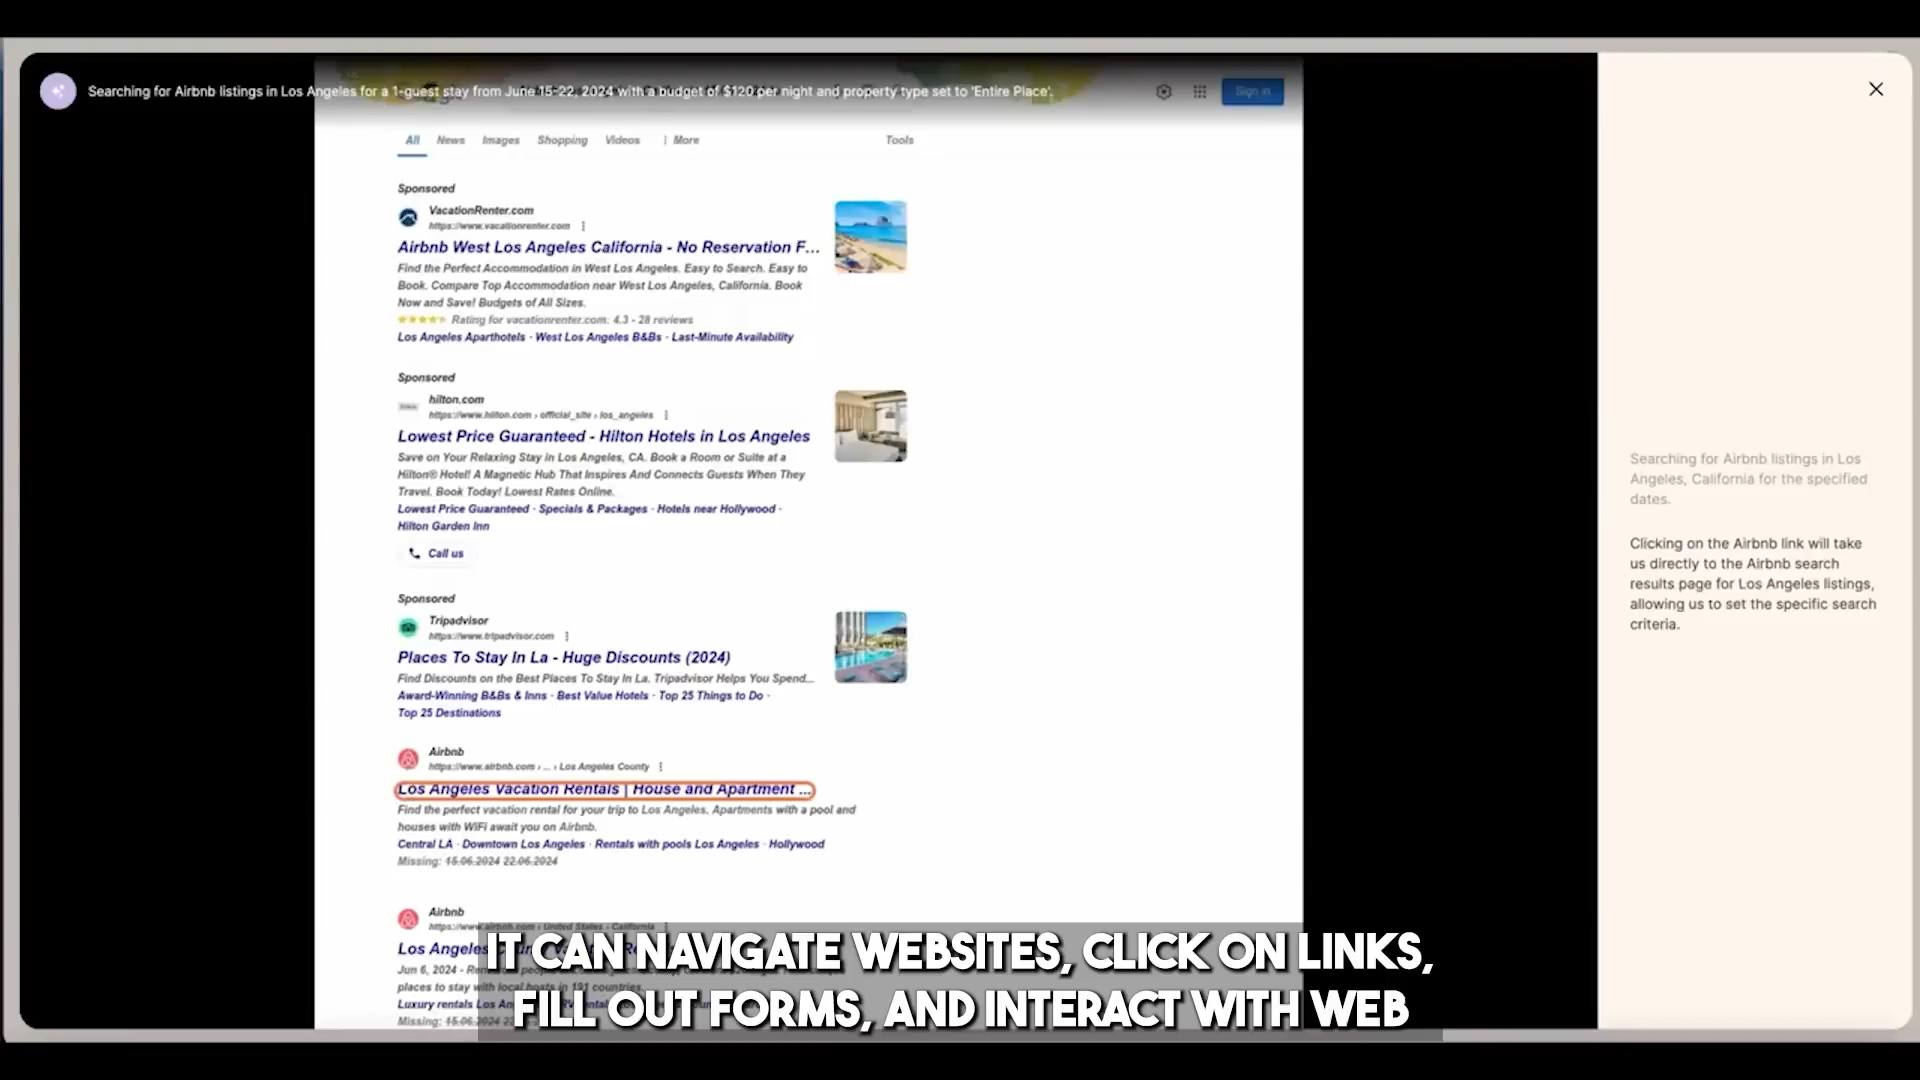 Searching for Airbnb listings in Los Angeles for a 1-guest stay from June 15-22, 2024 with a budget of $120 per night and property type set to 'Entire Place'.
Sign in
All News Images Shopping Videos ⋮ More Tools
Sponsored
VacationRenter.com
https://www.vacationrenter.com ⋮
Airbnb West Los Angeles California - No Reservation F...
Find the Perfect Accommodation in West Los Angeles. Easy to Search. Easy to
Book. Compare Top Accommodation near West Los Angeles, California. Book
Now and Save! Budgets of All Sizes.
Rating for vacationrenter.com: 4.3 - 28 reviews
Los Angeles Aparthotels · West Los Angeles B&Bs · Last-Minute Availability
Sponsored
hilton.com
https://www.hilton.com › official_site › los_angeles ⋮
Lowest Price Guaranteed - Hilton Hotels in Los Angeles
Save on Your Relaxing Stay in Los Angeles, CA. Book a Room or Suite at a
Hilton® Hotel! A Magnetic Hub That Inspires And Connects Guests When They
Travel. Book Today! Lowest Rates Online.
Lowest Price Guaranteed · Specials & Packages · Hotels near Hollywood ·
Hilton Garden Inn
Call us
Sponsored
Tripadvisor
https://www.tripadvisor.com ⋮
Places To Stay In La - Huge Discounts (2024)
Find Discounts on the Best Places To Stay In La. Tripadvisor Helps You Spend...
Award-Winning B&Bs & Inns · Best Value Hotels · Top 25 Things to Do ·
Top 25 Destinations
Airbnb
https://www.airbnb.com › ... › Los Angeles County ⋮
Los Angeles Vacation Rentals | House and Apartment ...
Find the perfect vacation rental for your trip to Los Angeles. Apartments with a pool and
houses with WiFi await you on Airbnb.
Central LA · Downtown Los Angeles · Rentals with pools Los Angeles · Hollywood
Missing: 15.06.2024 22.06.2024
Airbnb
https://www.airbnb.com › United States › California
Los Angeles
Jun 6, 2024 -
places to stay with local hosts in 191 countries.
Luxury rentals Los
Missing: 15.06.2024
Searching for Airbnb listings in Los
Angeles, California for the specified
dates.
Clicking on the Airbnb link will take
us directly to the Airbnb search
results page for Los Angeles listings,
allowing us to set the specific search
criteria.
IT CAN NAVIGATE WEBSITES, CLICK ON LINKS,
FILL OUT FORMS, AND INTERACT WITH WEB